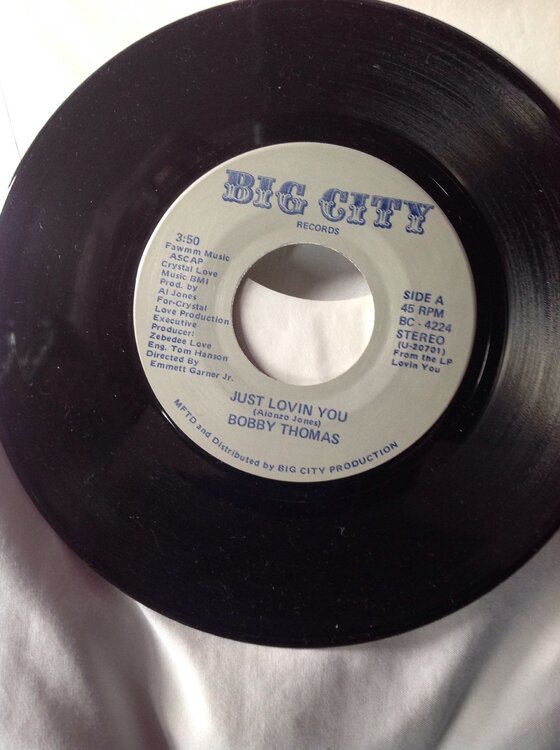 BIG CITY
RECORDS
3:50
Fawmm Music
ASCAP
Crystal Love
Music BMI
Prod. by
Al Jones
For-Crystal
Love Production
Executive
Producer:
Zebedee Love
Eng. Tom Hanson
Directed By
Emmett Garner Jr.
SIDE A
45 RPM
BC - 4224
STEREO
(U-20701)
From the LP
Lovin You
JUST LOVIN YOU
(Alonzo Jones)
BOBBY THOMAS
MFTD and Distributed by BIG CITY PRODUCTION